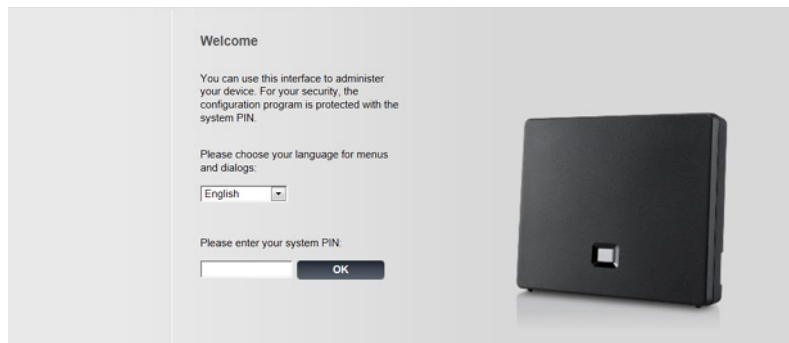 Welcome
You can use this interface to administer
your device. For your security, the
configuration program is protected with the
system PIN.
Please choose your language for menus
and dialogs:
English
Please enter your system PIN:
OK